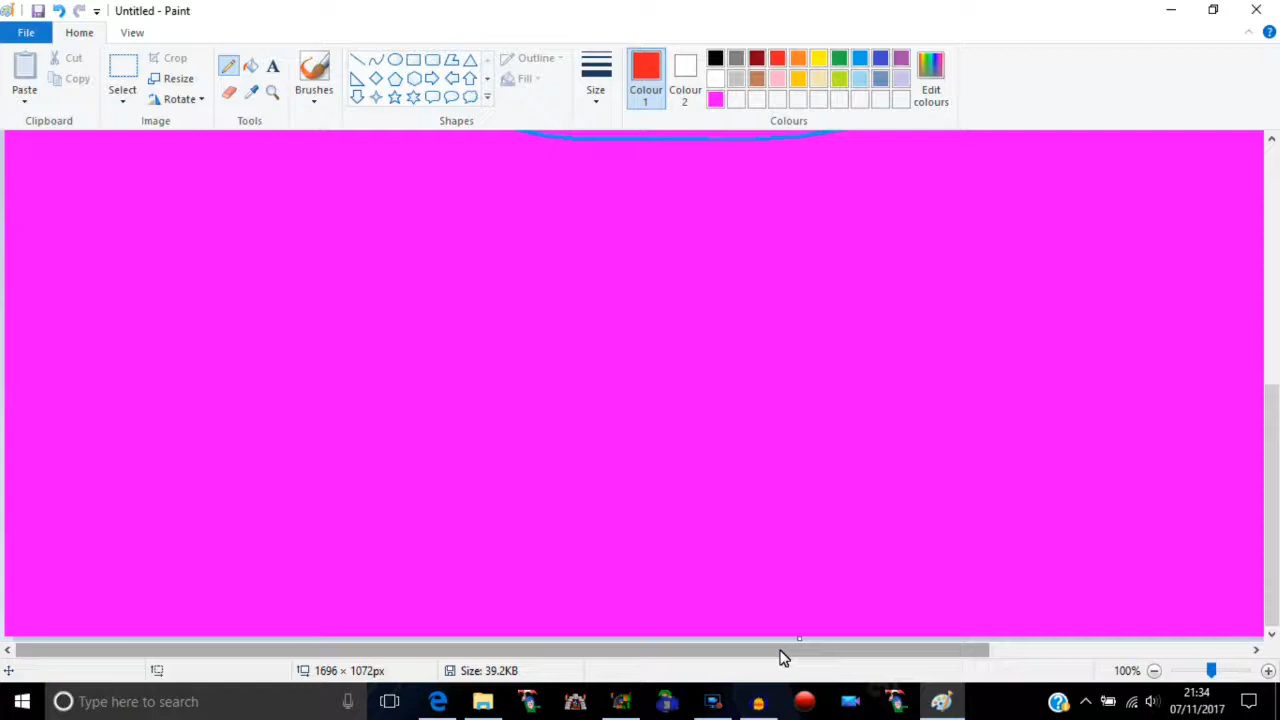 Untitled - Paint
File
Home
View
Paste
Cut
Copy
Clipboard
Select
Crop
Resize
Rotate
Image
A
Tools
Brushes
Shapes
Outline
Fill
Size
Colour 1
Colour 2
Edit colours
Colours
1696 × 1072px
Size: 39.2KB
100%
Type here to search
21:34
07/11/2017